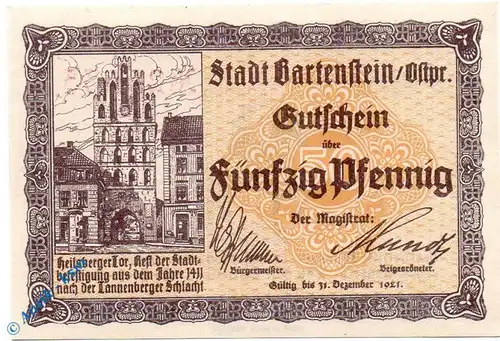 Stadt Bartenstein/Ostpr.
Gutschein
über
50
Fünfzig Pfennig
Der Magistrat:
Bürgermeister.
Beigeordneter.
Gültig bis 31. Dezember 1921.
Heilsberger Tor, Rest der Stadt-
befestigung aus dem Jahre 1411
nach der Tannenberger Schlacht